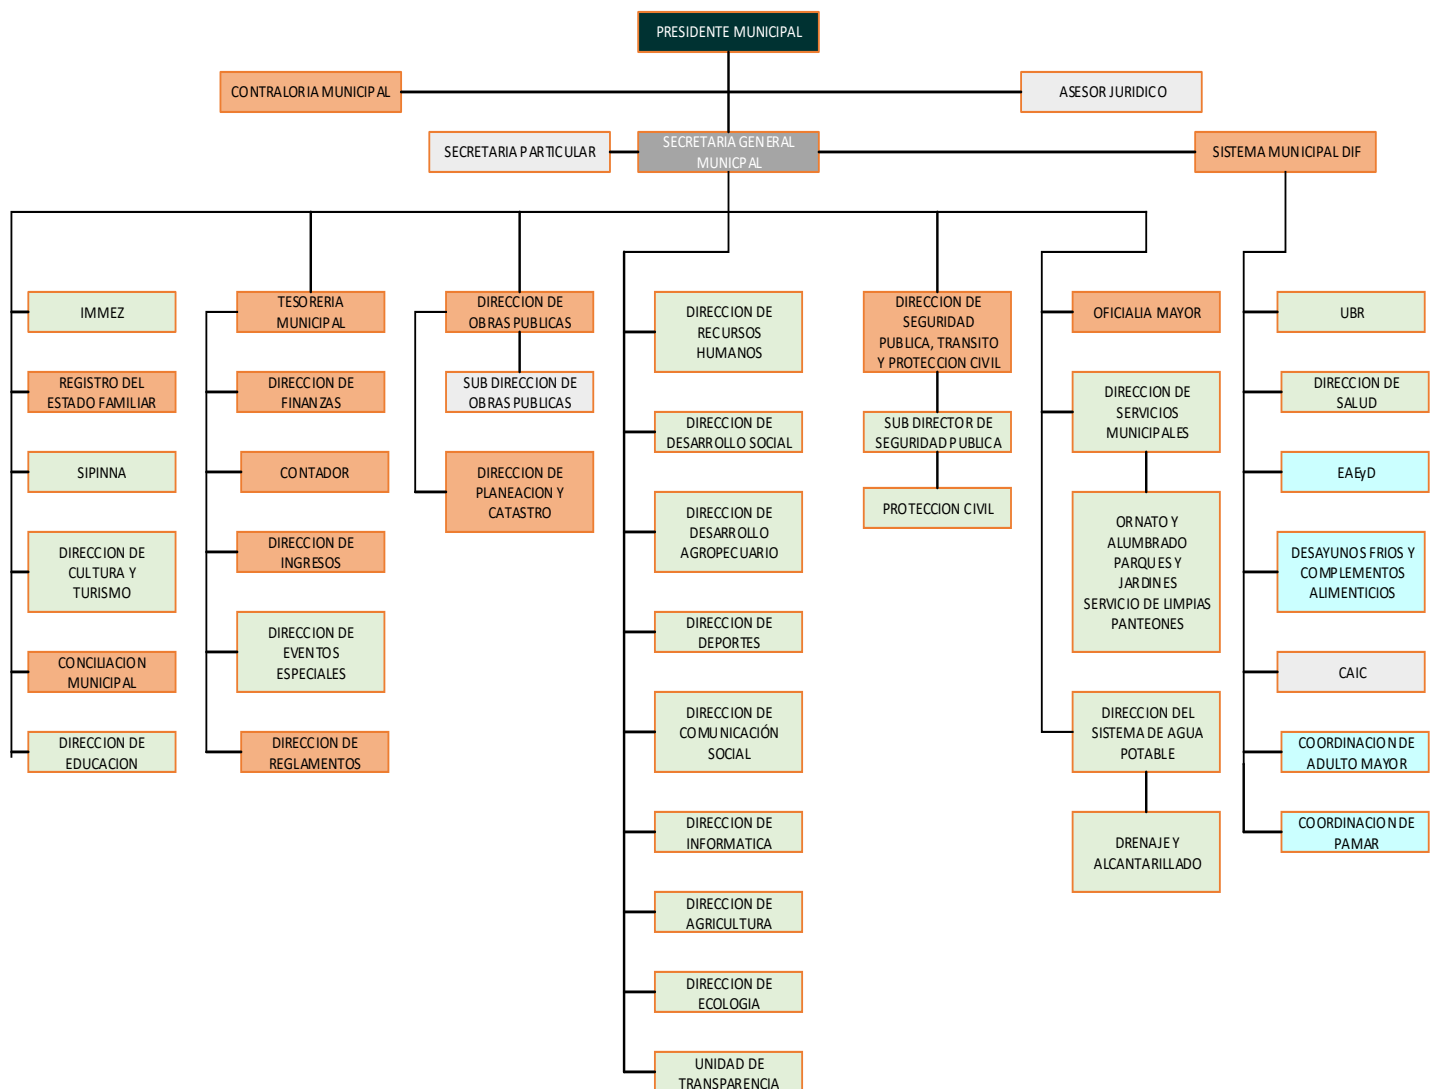 PRESIDENTE MUNICIPAL
CONTRALORIA MUNICIPAL
ASESOR JURIDICO
SECRETARIA PARTICULAR
SECRETARIA GENERAL
MUNICPAL
SISTEMA MUNICIPAL DIF
IMMEZ
REGISTRO DEL
ESTADO FAMILIAR
SIPINNA
DIRECCION DE
CULTURA Y
TURISMO
CONCILIACION
MUNICIPAL
DIRECCION DE
EDUCACION
TESORERIA
MUNICIPAL
DIRECCION DE
FINANZAS
CONTADOR
DIRECCION DE
INGRESOS
DIRECCION DE
EVENTOS
ESPECIALES
DIRECCION DE
REGLAMENTOS
DIRECCION DE
OBRAS PUBLICAS
SUB DIRECCION DE
OBRAS PUBLICAS
DIRECCION DE
PLANEACION Y
CATASTRO
DIRECCION DE
RECURSOS
HUMANOS
DIRECCION DE
DESARROLLO SOCIAL
DIRECCION DE
DESARROLLO
AGROPECUARIO
DIRECCION DE
DEPORTES
DIRECCION DE
COMUNICACIÓN
SOCIAL
DIRECCION DE
INFORMATICA
DIRECCION DE
AGRICULTURA
DIRECCION DE
ECOLOGIA
UNIDAD DE
TRANSPARENCIA
DIRECCION DE
SEGURIDAD
PUBLICA, TRANSITO
Y PROTECCION CIVIL
SUB DIRECTOR DE
SEGURIDAD PUBLICA
PROTECCION CIVIL
OFICIALIA MAYOR
DIRECCION DE
SERVICIOS
MUNICIPALES
ORNATO Y
ALUMBRADO
PARQUES Y
JARDINES
SERVICIO DE LIMPIAS
PANTEONES
DIRECCION DEL
SISTEMA DE AGUA
POTABLE
DRENAJE Y
ALCANTARILLADO
UBR
DIRECCION DE
SALUD
EAEyD
DESAYUNOS FRIOS Y
COMPLEMENTOS
ALIMENTICIOS
CAIC
COORDINACION DE
ADULTO MAYOR
COORDINACION DE
PAMAR